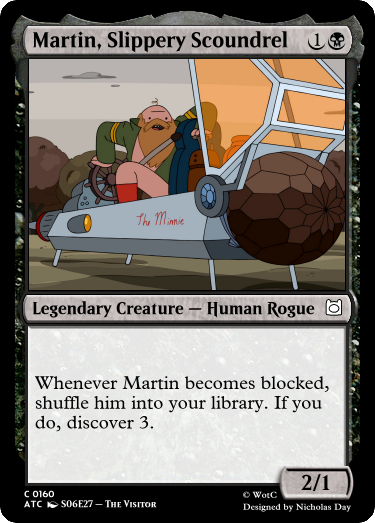 Martin, Slippery Scoundrel 1
The Minnie
Legendary Creature — Human Rogue
Whenever Martin becomes blocked,
shuffle him into your library. If you
do, discover 3.
2/1
C 0160
ATC S06E27 – The Visitor
© WotC
Designed by Nicholas Day